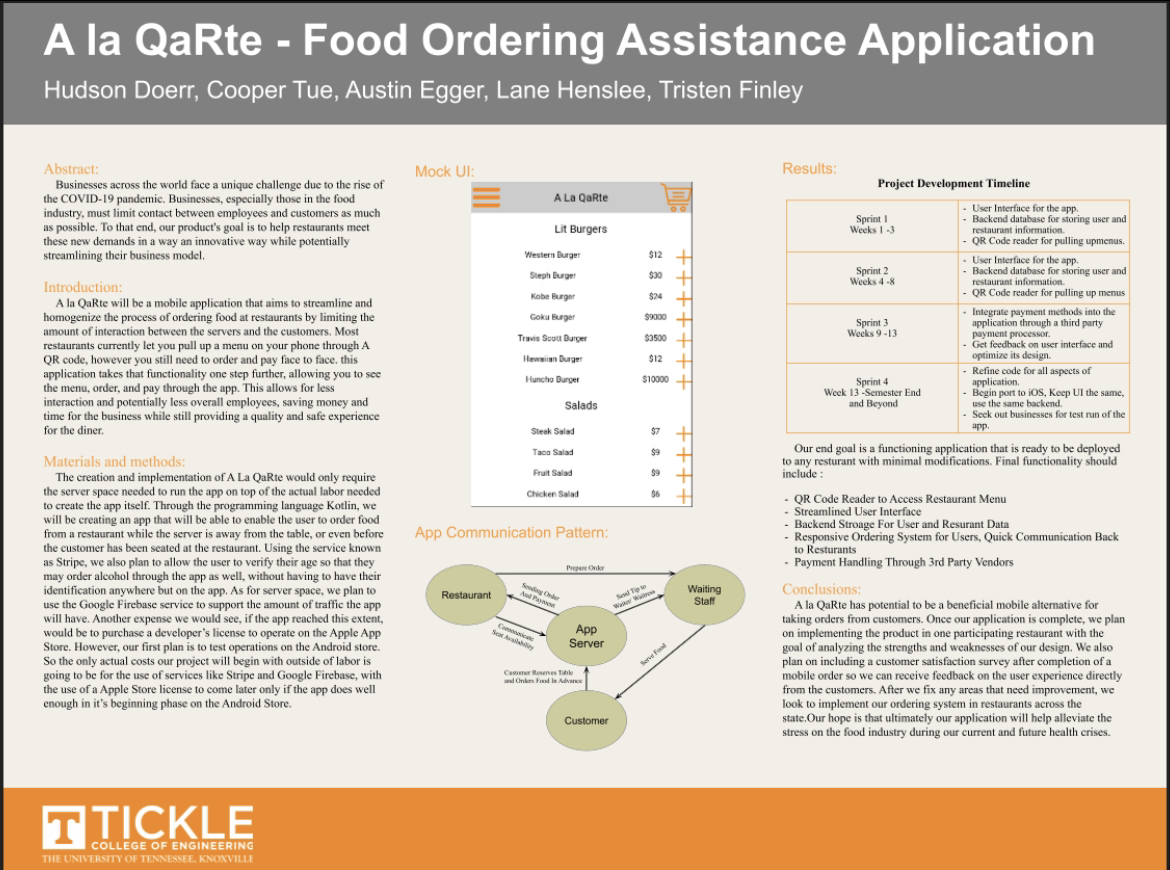 A la QaRte - Food Ordering Assistance Application
Hudson Doerr, Cooper Tue, Austin Egger, Lane Henslee, Tristen Finley
Abstract:
Businesses across the world face a unique challenge due to the rise of
the COVID-19 pandemic. Businesses, especially those in the food
industry, must limit contact between employees and customers as much
as possible. To that end, our product's goal is to help restaurants meet
these new demands in a way an innovative way while potentially
streamlining their business model.
Introduction:
A la QaRte will be a mobile application that aims to streamline and
homogenize the process of ordering food at restaurants by limiting the
amount of interaction between the servers and the customers. Most
restaurants currently let you pull up a menu on your phone through A
QR code, however you still need to order and pay face to face. this
application takes that functionality one step further, allowing you to see
the menu, order, and pay through the app. This allows for less
interaction and potentially less overall employees, saving money and
time for the business while still providing a quality and safe experience
for the diner.
Materials and methods:
The creation and implementation of A La QaRte would only require
the server space needed to run the app on top of the actual labor needed
to create the app itself. Through the programming language Kotlin, we
will be creating an app that will be able to enable the user to order food
from a restaurant while the server is away from the table, or even before
the customer has been seated at the restaurant. Using the service known
as Stripe, we also plan to allow the user to verify their age so that they
may order alcohol through the app as well, without having to have their
identification anywhere but on the app. As for server space, we plan to
use the Google Firebase service to support the amount of traffic the app
will have. Another expense we would see, if the app reached this extent,
would be to purchase a developer's license to operate on the Apple App
Store. However, our first plan is to test operations on the Android store.
So the only actual costs our project will begin with outside of labor is
going to be for the use of services like Stripe and Google Firebase, with
the use of a Apple Store license to come later only if the app does well
enough in it's beginning phase on the Android Store.
Mock UI:
A La QaRte
Lit Burgers
Western Burger $12
Steph Burger $30
Kobe Burger $24
Goku Burger $9000
Travis Scott Burger $3500
Hawaiian Burger $12
Huncho Burger $10000
Salads
Steak Salad $7
Taco Salad $9
Fruit Salad $9
Chicken Salad $6
App Communication Pattern:
Prepare Order
Restaurant
Sending Order
And Payment
Send Tip to
Waiter/ Waitress
Waiting
Staff
App
Server
Communicate
Seat Availability
Serve Food
Customer Reserves Table
and Orders Food In Advance
Customer
Results:
Project Development Timeline
Sprint 1
Weeks 1 -3
- User Interface for the app.
- Backend database for storing user and
restaurant information.
- QR Code reader for pulling upmenus.
Sprint 2
Weeks 4 -8
- User Interface for the app.
- Backend database for storing user and
restaurant information.
- QR Code reader for pulling up menus
Sprint 3
Weeks 9 -13
- Integrate payment methods into the
application through a third party
payment processor.
- Get feedback on user interface and
optimize its design.
Sprint 4
Week 13 -Semester End
and Beyond
- Refine code for all aspects of
application.
- Begin port to iOS, Keep UI the same,
use the same backend.
- Seek out businesses for test run of the
app.
Our end goal is a functioning application that is ready to be deployed
to any resturant with minimal modifications. Final functionality should
include :
- QR Code Reader to Access Restaurant Menu
- Streamlined User Interface
- Backend Stroage For User and Resurant Data
- Responsive Ordering System for Users, Quick Communication Back
to Resturants
- Payment Handling Through 3rd Party Vendors
Conclusions:
A la QaRte has potential to be a beneficial mobile alternative for
taking orders from customers. Once our application is complete, we plan
on implementing the product in one participating restaurant with the
goal of analyzing the strengths and weaknesses of our design. We also
plan on including a customer satisfaction survey after completion of a
mobile order so we can receive feedback on the user experience directly
from the customers. After we fix any areas that need improvement, we
look to implement our ordering system in restaurants across the
state.Our hope is that ultimately our application will help alleviate the
stress on the food industry during our current and future health crises.
T TICKLE
COLLEGE OF ENGINEERING
THE UNIVERSITY OF TENNESSEE, KNOXVILLE